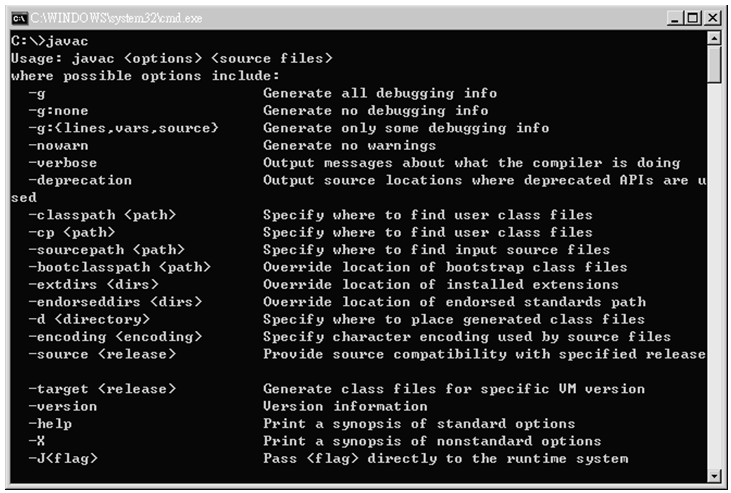 C:\WINDOWS\system32\cmd.exe
C:\>javac
Usage: javac <options> <source files>
where possible options include:
  -g                         Generate all debugging info
  -g:none                    Generate no debugging info
  -g:{lines,vars,source}     Generate only some debugging info
  -nowarn                    Generate no warnings
  -verbose                   Output messages about what the compiler is doing
  -deprecation               Output source locations where deprecated APIs are u
sed
  -classpath <path>          Specify where to find user class files
  -cp <path>                 Specify where to find user class files
  -sourcepath <path>         Specify where to find input source files
  -bootclasspath <path>      Override location of bootstrap class files
  -extdirs <dirs>            Override location of installed extensions
  -endorseddirs <dirs>       Override location of endorsed standards path
  -d <directory>             Specify where to place generated class files
  -encoding <encoding>       Specify character encoding used by source files
  -source <release>          Provide source compatibility with specified release
  -target <release>          Generate class files for specific VM version
  -version                   Version information
  -help                      Print a synopsis of standard options
  -X                         Print a synopsis of nonstandard options
  -J<flag>                   Pass <flag> directly to the runtime system